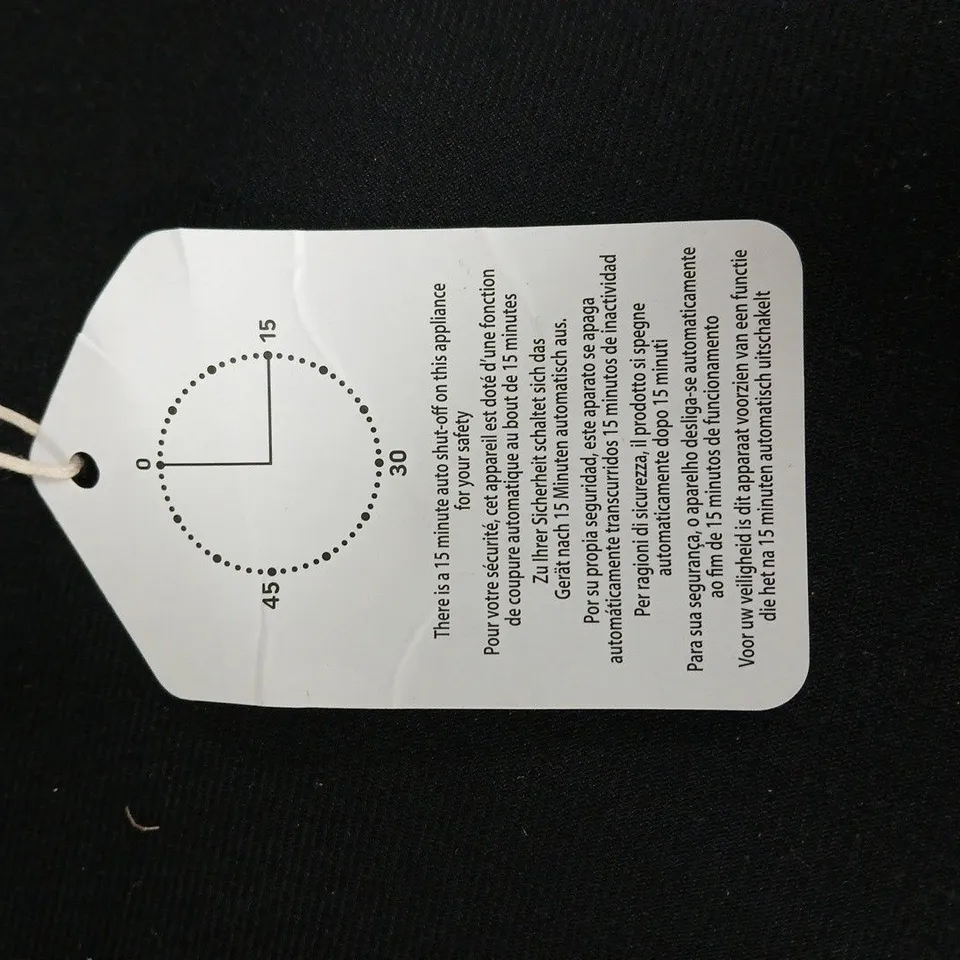 0
15
45
30
There is a 15 minute auto shut-off on this appliance
for your safety
Pour votre sécurité, cet appareil est doté d'une fonction
de coupure automatique au bout de 15 minutes
Zu Ihrer Sicherheit schaltet sich das
Gerät nach 15 Minuten automatisch aus.
Por su propia seguridad, este aparato se apaga
automáticamente transcurridos 15 minutos de inactividad
Per ragioni di sicurezza, il prodotto si spegne
automaticamente dopo 15 minuti
Para sua segurança, o aparelho desliga-se automaticamente
ao fim de 15 minutos de funcionamento
Voor uw veiligheid is dit apparaat voorzien van een functie
die het na 15 minuten automatisch uitschakelt